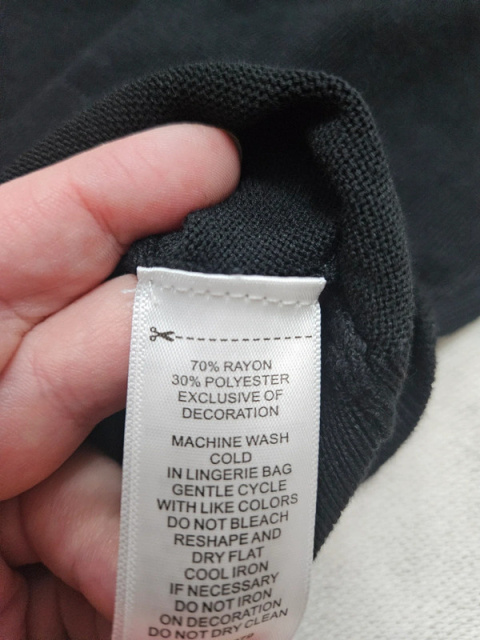 70% RAYON
30% POLYESTER
EXCLUSIVE OF
DECORATION
MACHINE WASH
COLD
IN LINGERIE BAG
GENTLE CYCLE
WITH LIKE COLORS
DO NOT BLEACH
RESHAPE AND
DRY FLAT
COOL IRON
IF NECESSARY
DO NOT IRON
ON DECORATION
DO NOT DRY CLEAN